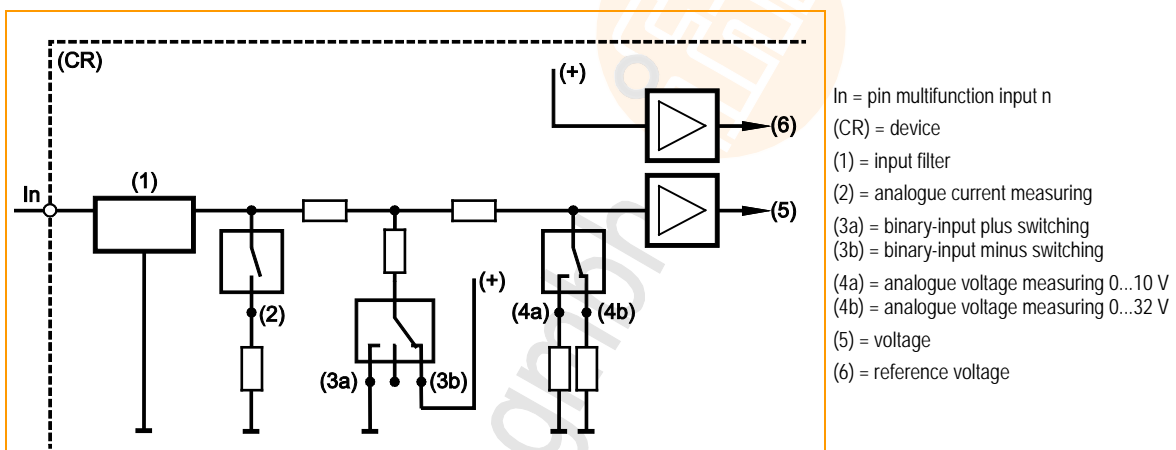 (CR)
(+)
(6)
In
(1)
(5)
(2)
(+)
(4a)
(4b)
(3a)
(3b)
In = pin multifunction input n
(CR) = device
(1) = input filter
(2) = analogue current measuring
(3a) = binary-input plus switching
(3b) = binary-input minus switching
(4a) = analogue voltage measuring 0...10 V
(4b) = analogue voltage measuring 0...32 V
(5) = voltage
(6) = reference voltage
gmbh